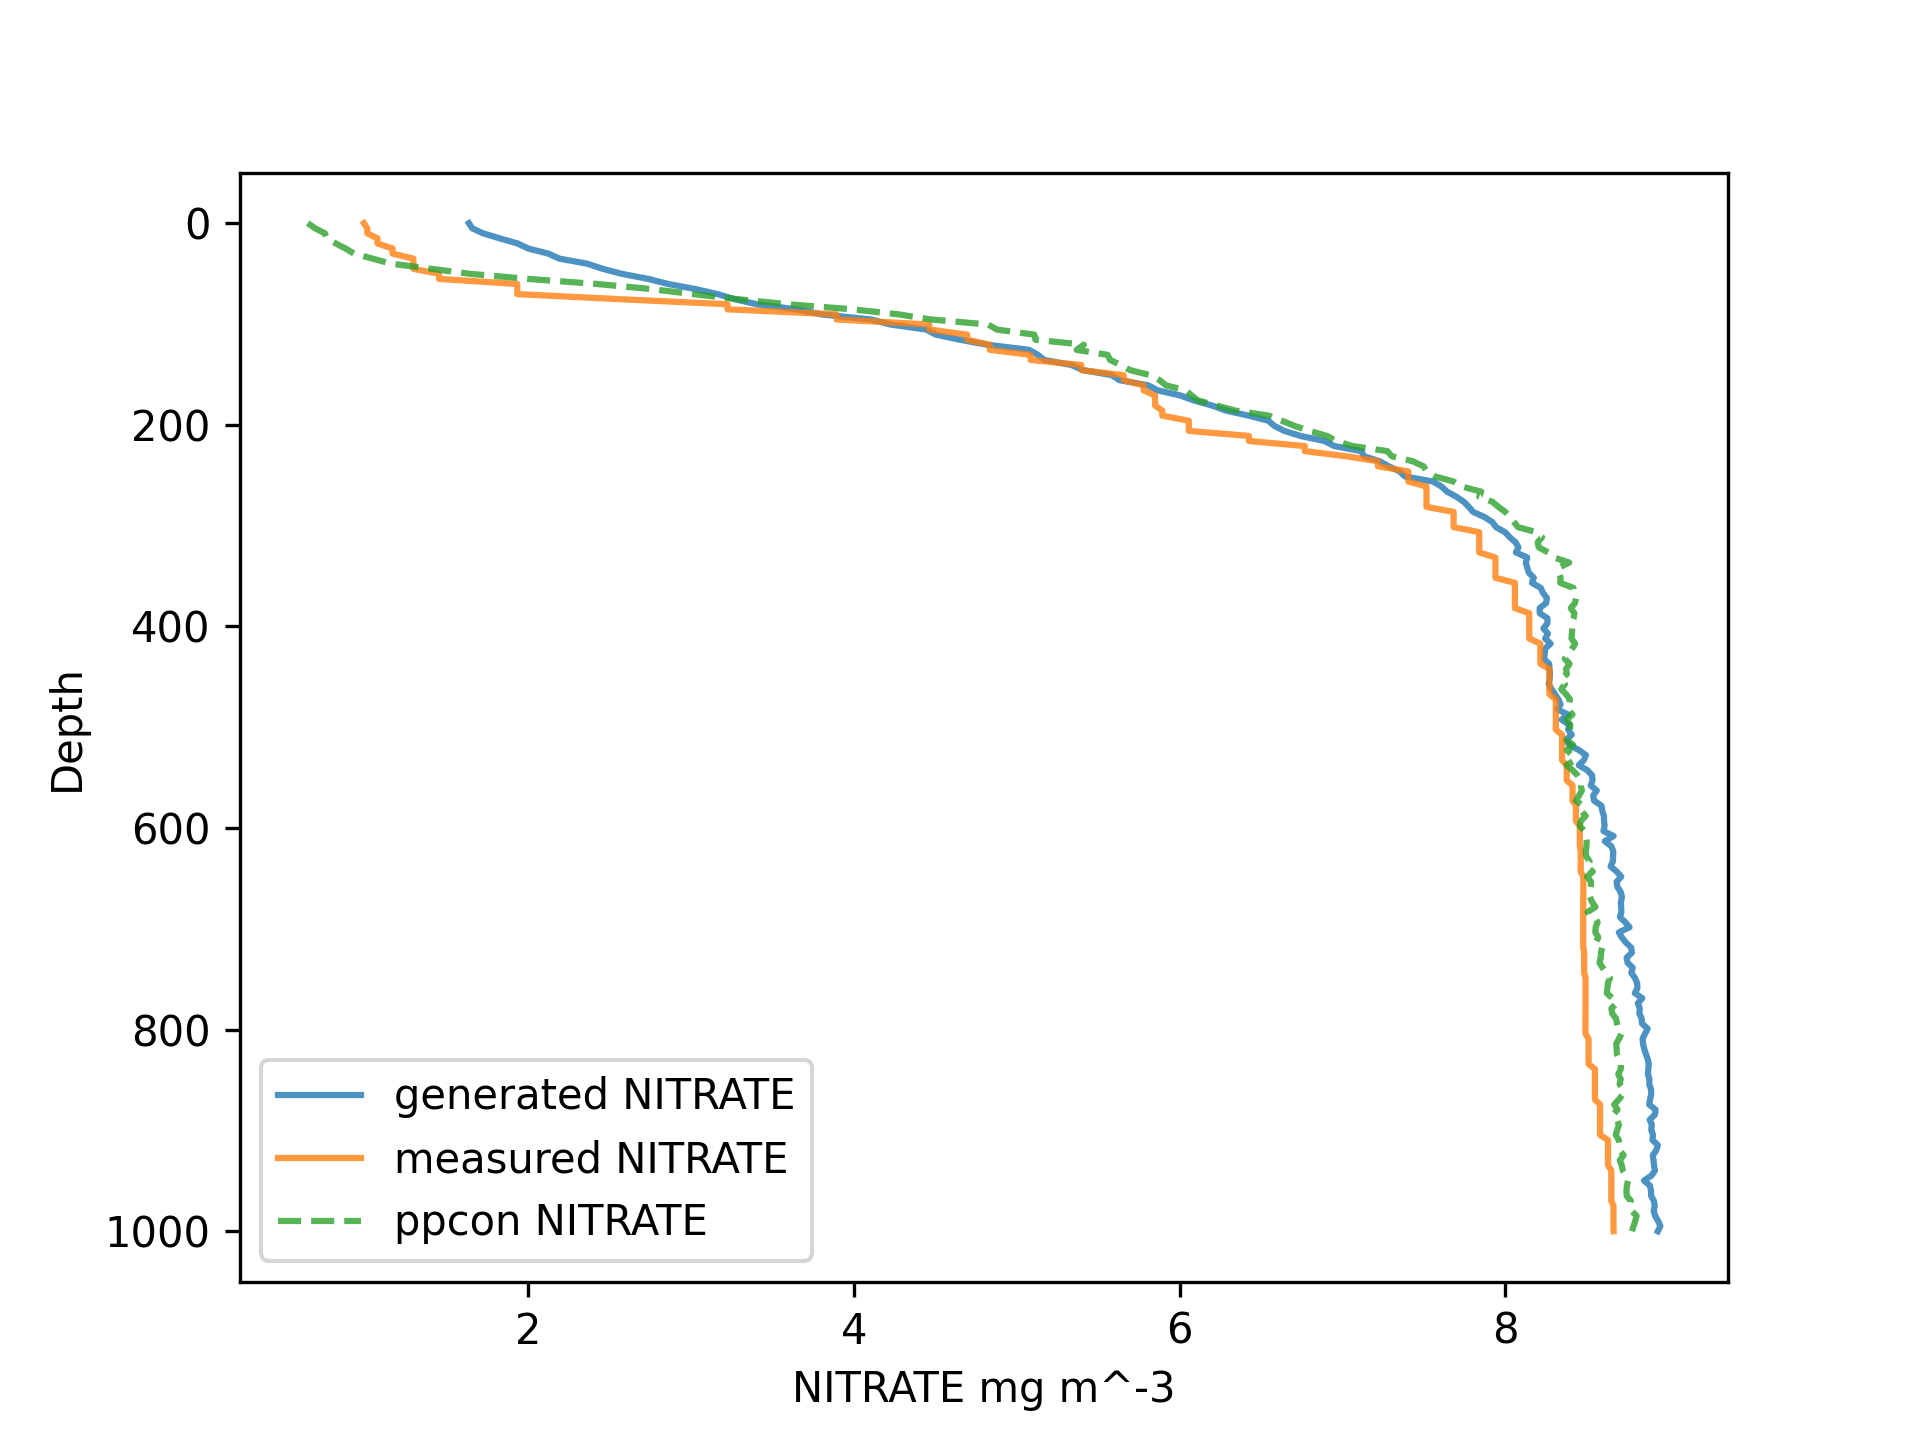 0
200
400
600
800
1000
Depth
generated NITRATE
measured NITRATE
ppcon NITRATE
2 4 6 8
NITRATE mg m^-3